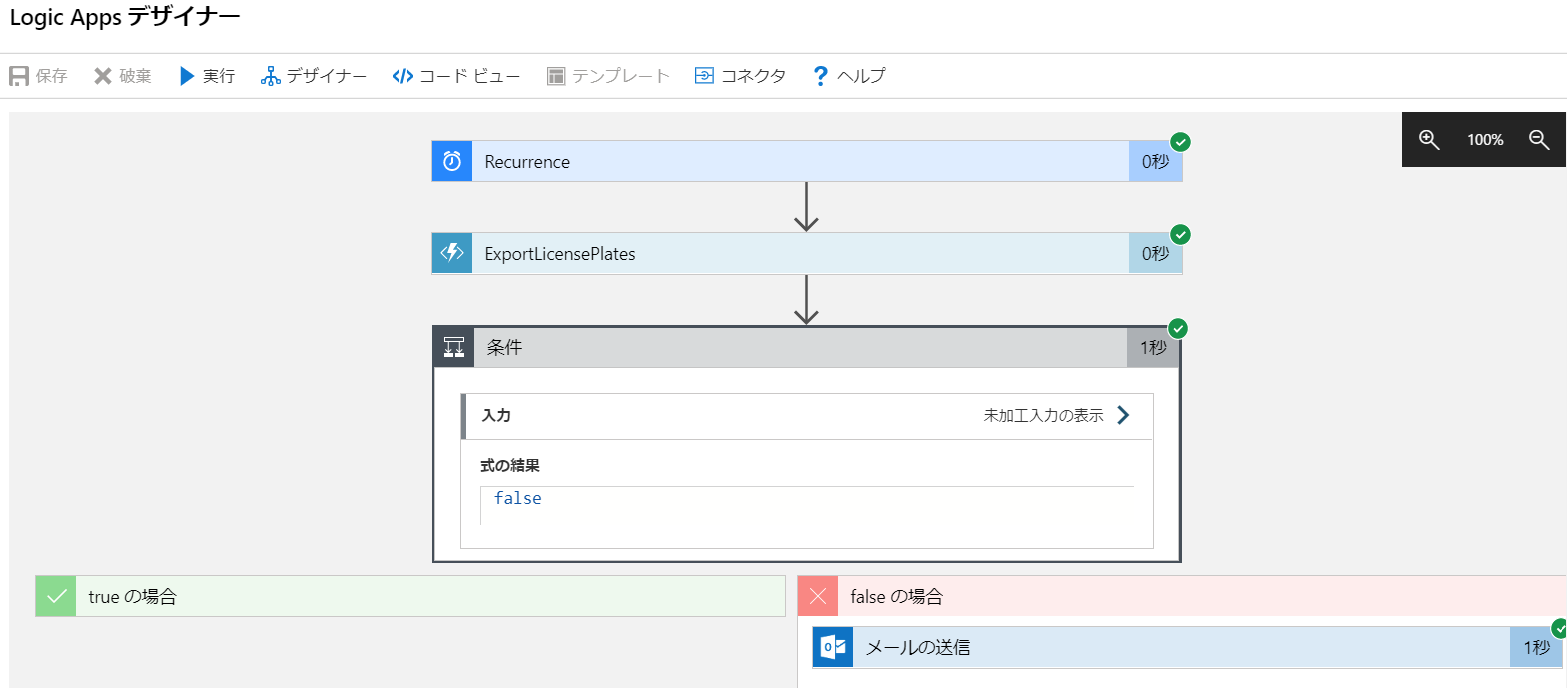 Logic Apps デザイナー
保存 破棄 実行 デザイナー コード ビュー テンプレート コネクタ ? ヘルプ
100%
Recurrence 0秒
ExportLicensePlates 0秒
条件 1秒
入力 未加工入力の表示
式の結果
false
true の場合 false の場合
メールの送信 1秒